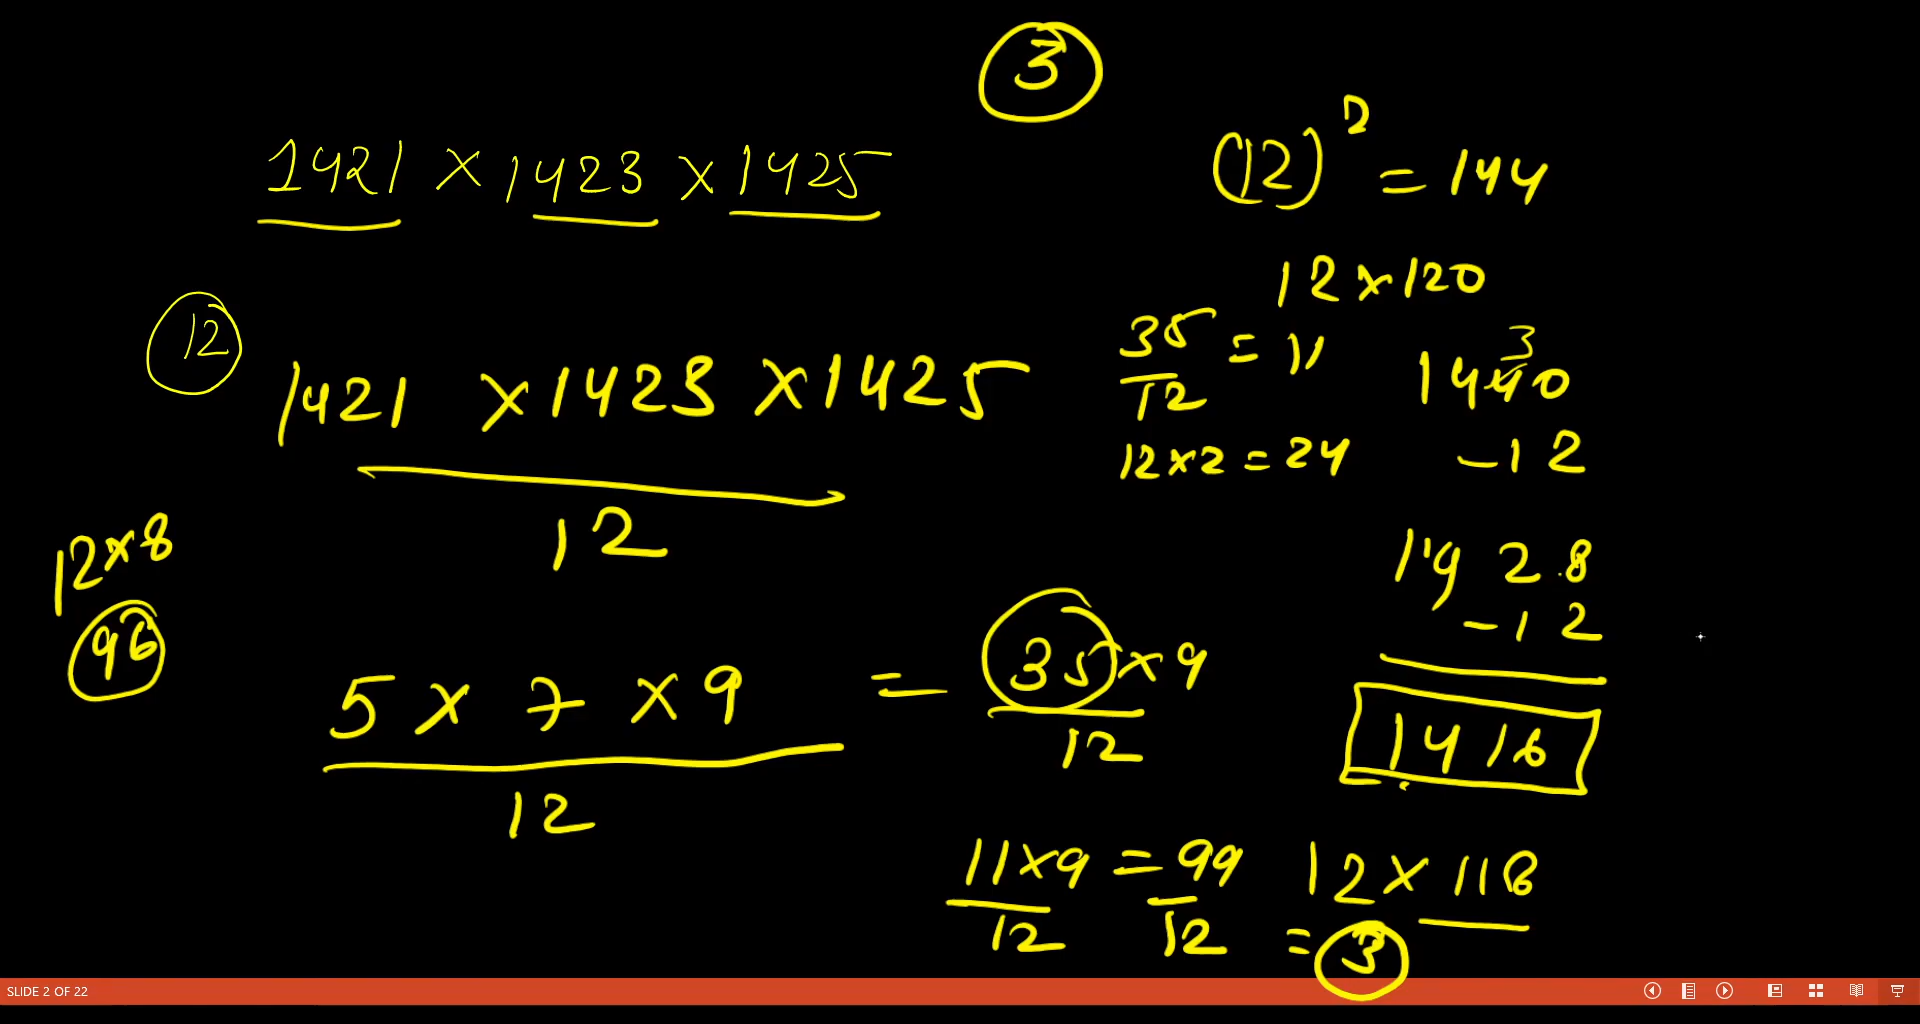 3
1421 × 1423 × 1425
(12)² = 144
12 × 120
12
35/12 = 11
3
1440
1421 × 1423 × 1425
12 × 2 = 24
- 12
12
12 × 8
1428
96
- 12
5 × 7 × 9 = 35 × 9
12
12
1416
11 × 9 = 99
12 × 118
12
12
= 3
SLIDE 2 OF 22